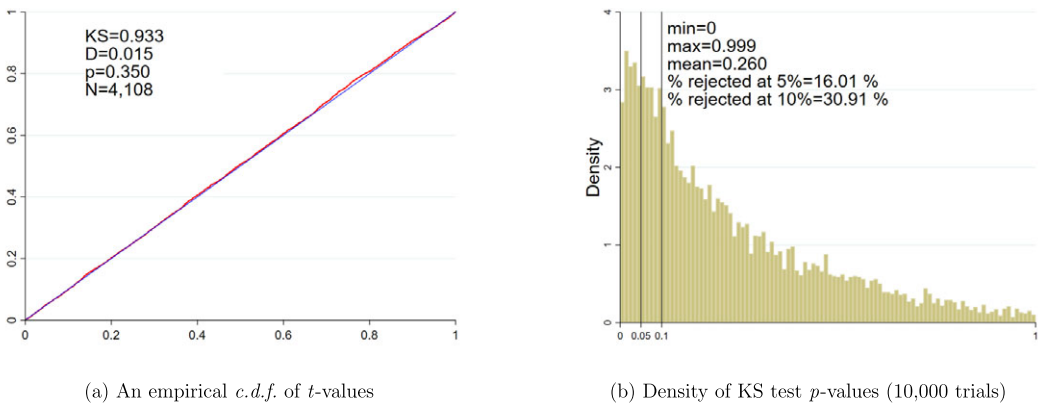 KS=0.933
D=0.015
p=0.350
N=4,108
0
0.2
0.4
0.6
0.8
1
0
0.2
0.4
0.6
0.8
1
(a) An empirical c.d.f. of t-values
min=0
max=0.999
mean=0.260
% rejected at 5%=16.01 %
% rejected at 10%=30.91 %
Density
0
1
2
3
4
0
0.05
0.1
1
(b) Density of KS test p-values (10,000 trials)